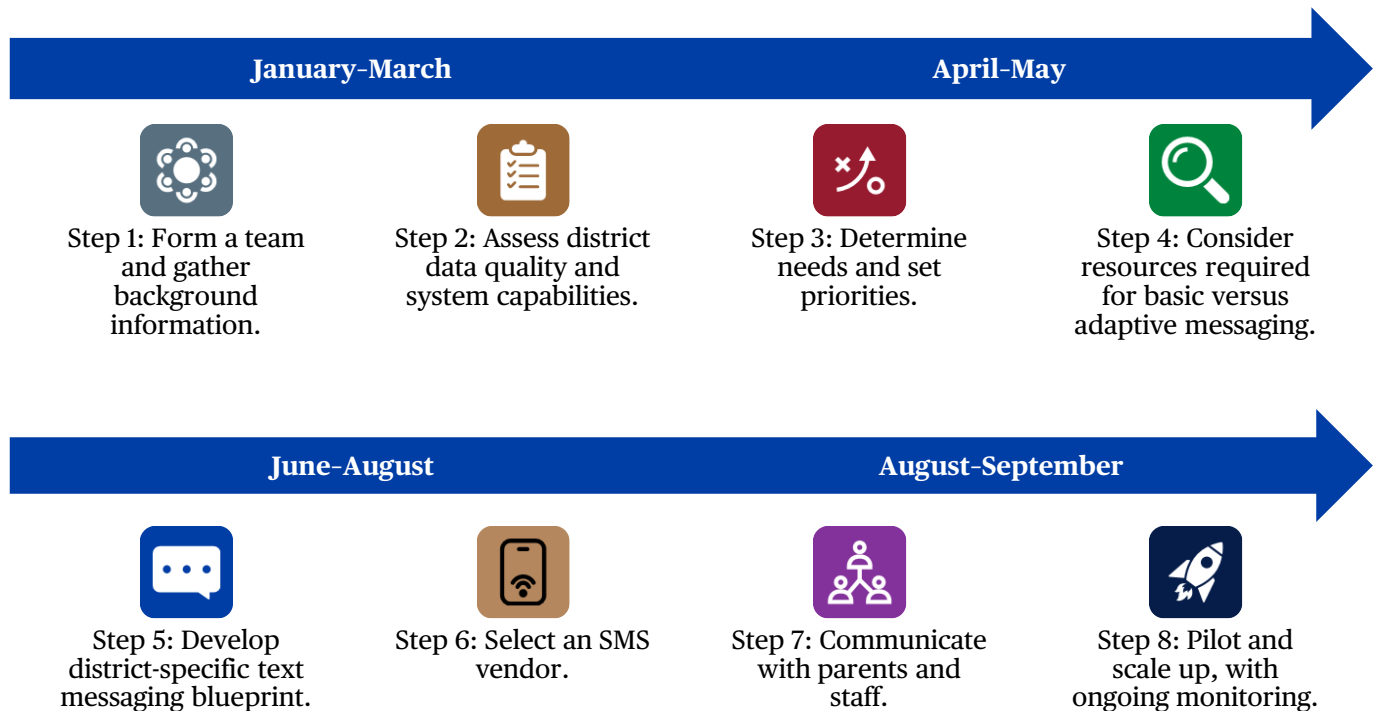 January–March
April–May
Step 1: Form a team
and gather
background
information.
Step 2: Assess district
data quality and
system capabilities.
Step 3: Determine
needs and set
priorities.
Step 4: Consider
resources required
for basic versus
adaptive messaging.
June–August
August–September
Step 5: Develop
district-specific text
messaging blueprint.
Step 6: Select an SMS
vendor.
Step 7: Communicate
with parents and
staff.
Step 8: Pilot and
scale up, with
ongoing monitoring.